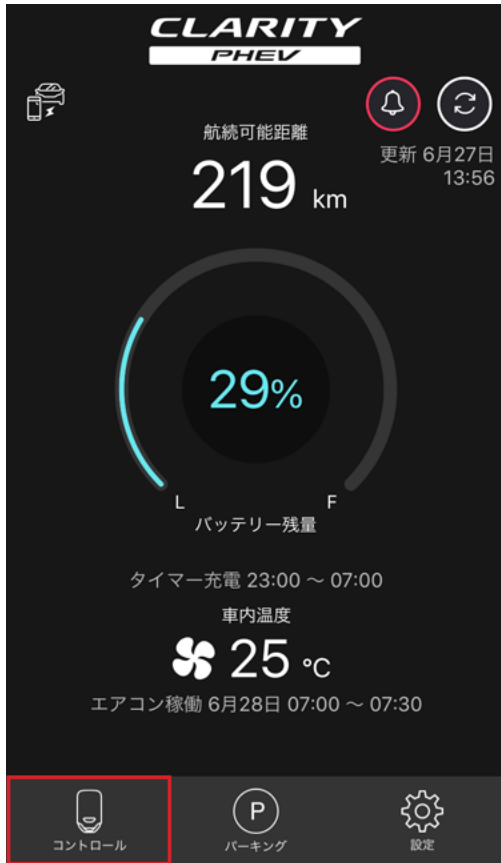 CLARITY
PHEV
航続可能距離
219 km
更新 6月27日
13:56
29%
L F
バッテリー残量
タイマー充電 23:00 ～ 07:00
車内温度
25 °C
エアコン稼働 6月28日 07:00 ～ 07:30
P
コントロール パーキング 設定